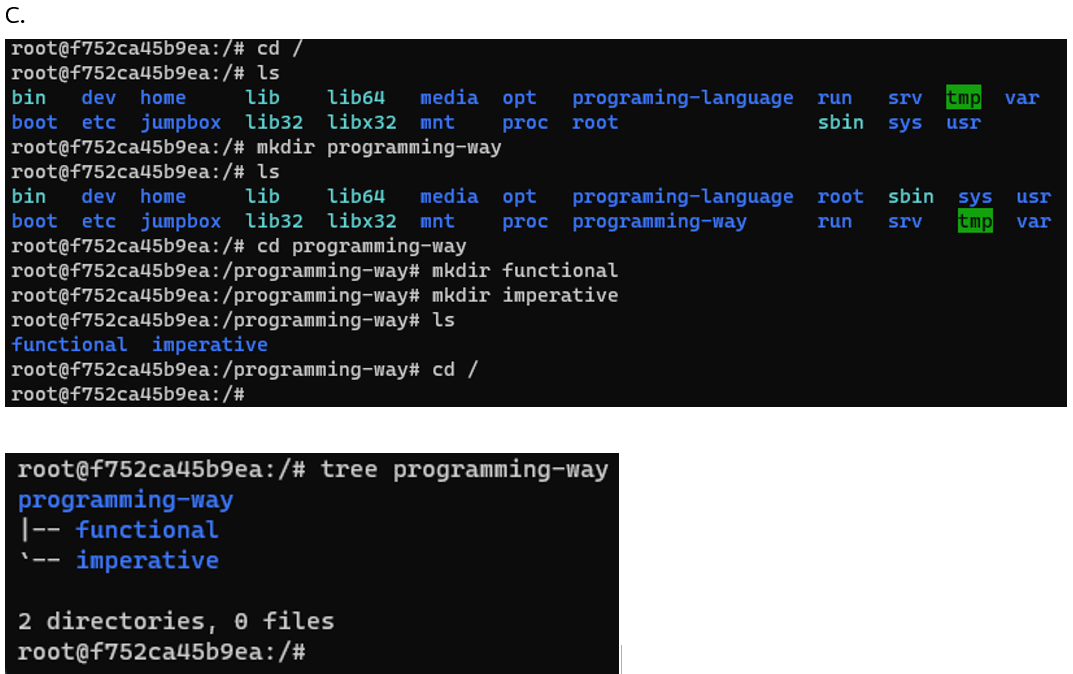 C.
root@f752ca45b9ea:/# cd /
root@f752ca45b9ea:/# ls
bin   dev  home     lib    lib64   media  opt   programing-language  run   srv  tmp  var
boot  etc  jumpbox  lib32  libx32  mnt    proc  root                 sbin  sys  usr
root@f752ca45b9ea:/# mkdir programming-way
root@f752ca45b9ea:/# ls
bin   dev  home     lib    lib64   media  opt   programing-language  root  sbin  sys  usr
boot  etc  jumpbox  lib32  libx32  mnt    proc  programming-way      run   srv   tmp  var
root@f752ca45b9ea:/# cd programming-way
root@f752ca45b9ea:/programming-way# mkdir functional
root@f752ca45b9ea:/programming-way# mkdir imperative
root@f752ca45b9ea:/programming-way# ls
functional  imperative
root@f752ca45b9ea:/programming-way# cd /
root@f752ca45b9ea:/#
root@f752ca45b9ea:/# tree programming-way
programming-way
|-- functional
`-- imperative
2 directories, 0 files
root@f752ca45b9ea:/#